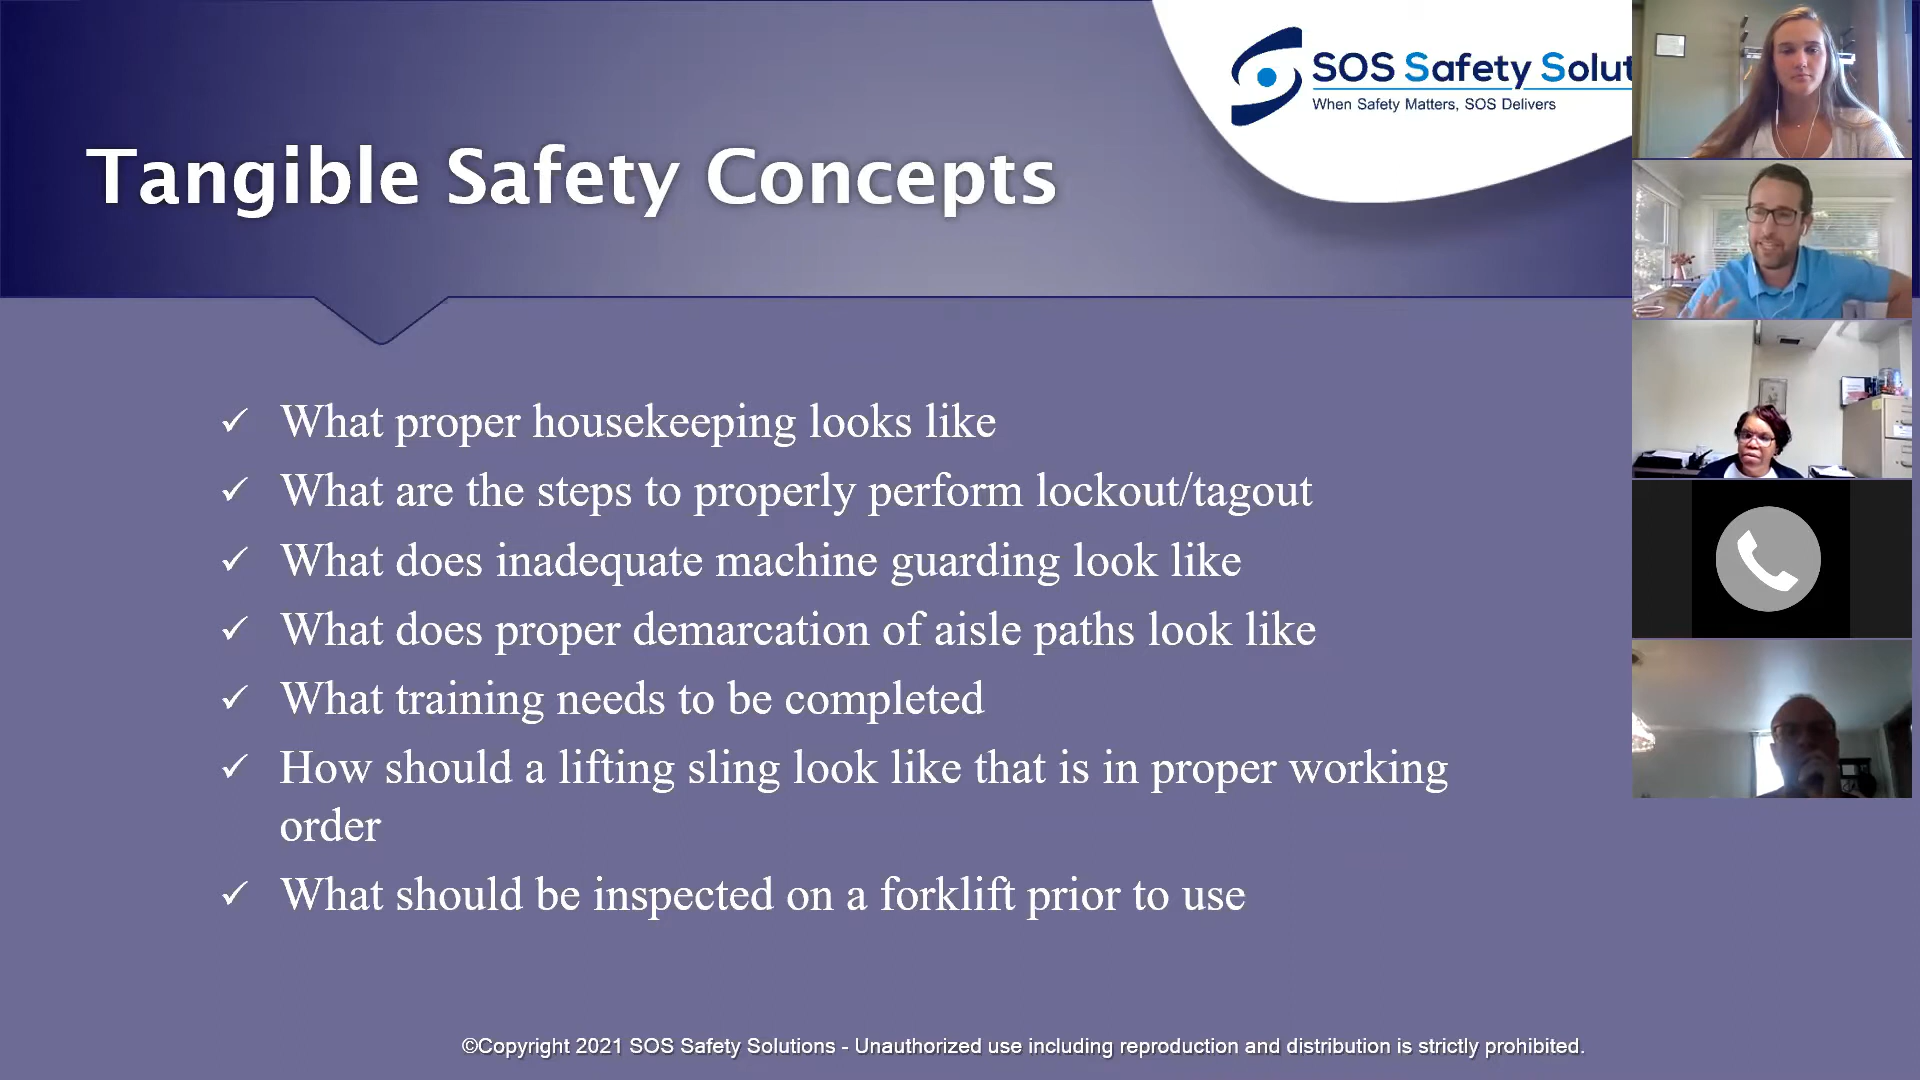 SOS Safety Solut
When Safety Matters, SOS Delivers
Tangible Safety Concepts
✓ What proper housekeeping looks like
✓ What are the steps to properly perform lockout/tagout
✓ What does inadequate machine guarding look like
✓ What does proper demarcation of aisle paths look like
✓ What training needs to be completed
✓ How should a lifting sling look like that is in proper working
order
✓ What should be inspected on a forklift prior to use
©Copyright 2021 SOS Safety Solutions - Unauthorized use including reproduction and distribution is strictly prohibited.